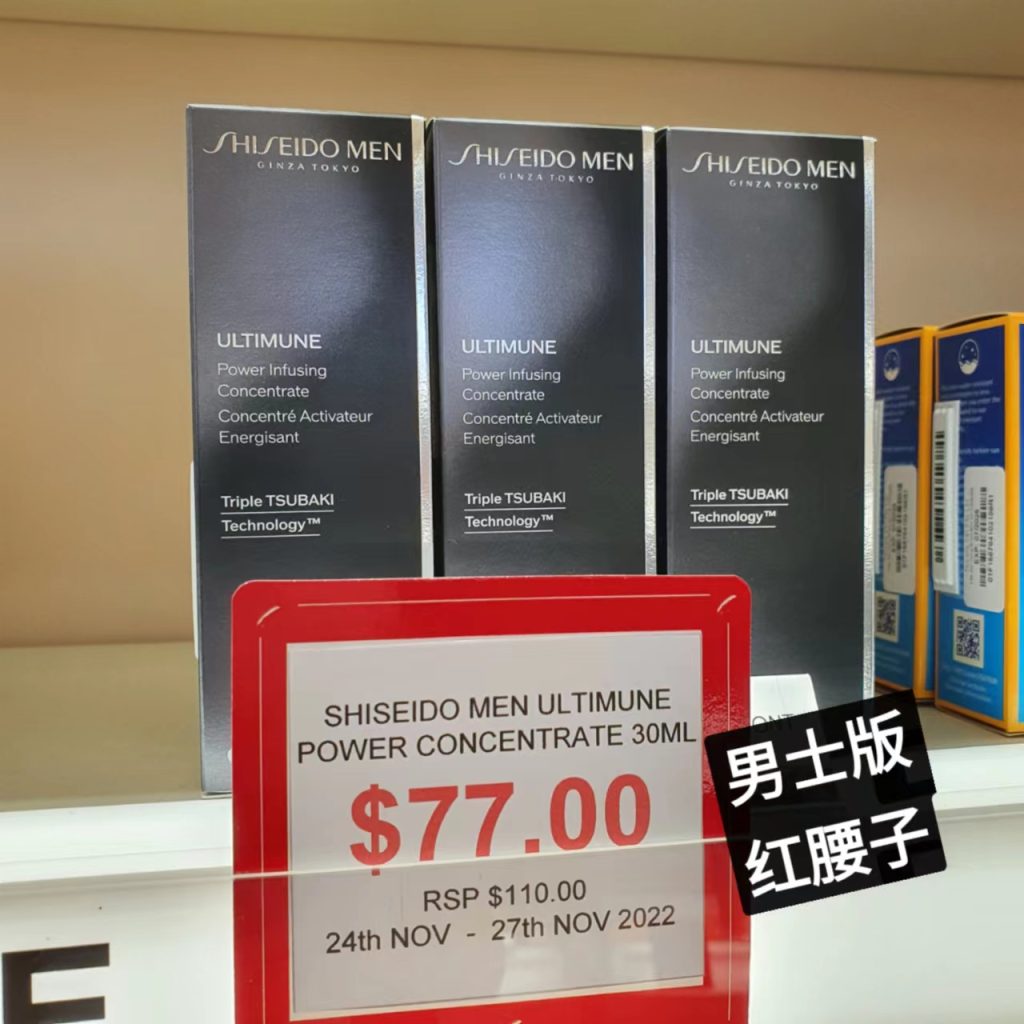 SHISEIDO MEN
GINZA TOKYO
ULTIMUNE
Power Infusing
Concentrate
Concentré Activateur
Energisant
Triple TSUBAKI
Technology™
SHISEIDO MEN
GINZA TOKYO
ULTIMUNE
Power Infusing
Concentrate
Concentré Activateur
Energisant
Triple TSUBAKI
Technology™
SHISEIDO MEN
GINZA TOKYO
ULTIMUNE
Power Infusing
Concentrate
Concentré Activateur
Energisant
Triple TSUBAKI
Technology™
SHISEIDO MEN ULTIMUNE
POWER CONCENTRATE 30ML
$77.00
RSP $110.00
24th NOV - 27th NOV 2022
男士版
红腰子
E